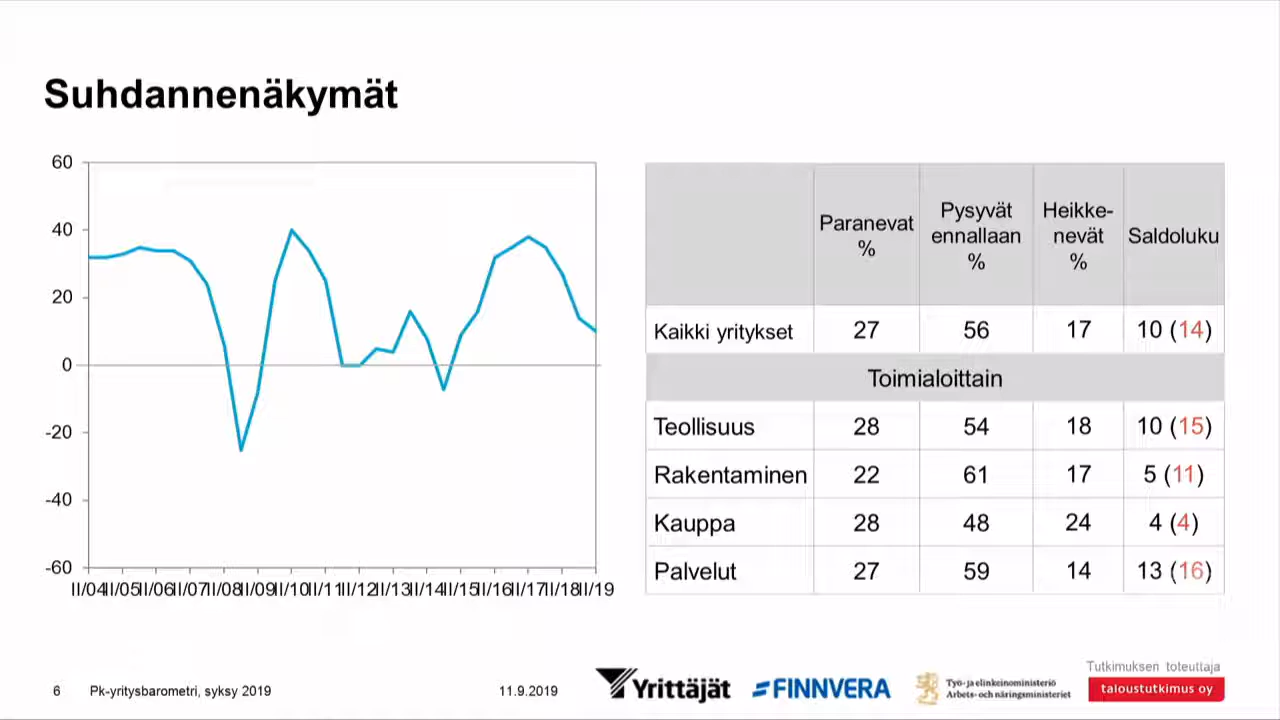 Suhdannenäkymät
60
40
20
0
-20
-40
-60
II/04 II/05 II/06 II/07 II/08 II/09 II/10 II/11 II/12 II/13 II/14 II/15 II/16 II/17 II/18 II/19
Paranevat % Pysyvät ennallaan % Heikke-nevät % Saldoluku
Kaikki yritykset 27 56 17 10 (14)
Toimialoittain
Teollisuus 28 54 18 10 (15)
Rakentaminen 22 61 17 5 (11)
Kauppa 28 48 24 4 (4)
Palvelut 27 59 14 13 (16)
6 Pk-yritysbarometri, syksy 2019 11.9.2019
Yrittäjät
FINNVERA
Työ- ja elinkeinoministeriö
Arbets- och näringsministeriet
Tutkimuksen toteuttaja
taloustutkimus oy